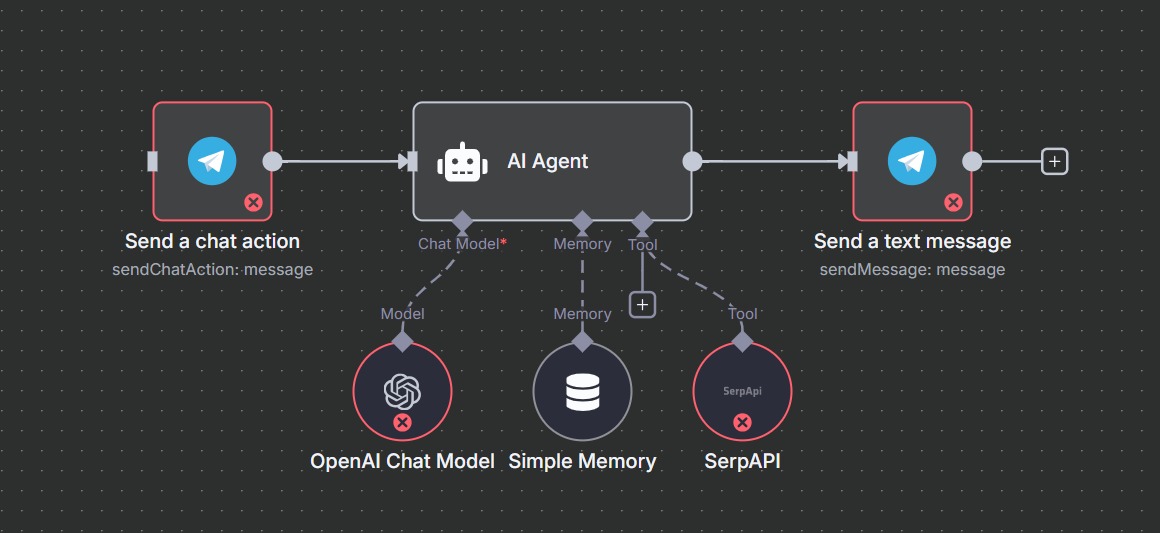 AI Agent
Send a chat action
sendChatAction: message
Chat Model*
Memory
Tool
Send a text message
sendMessage: message
Model
Memory
Tool
SerpApi
OpenAI Chat Model
Simple Memory
SerpAPI